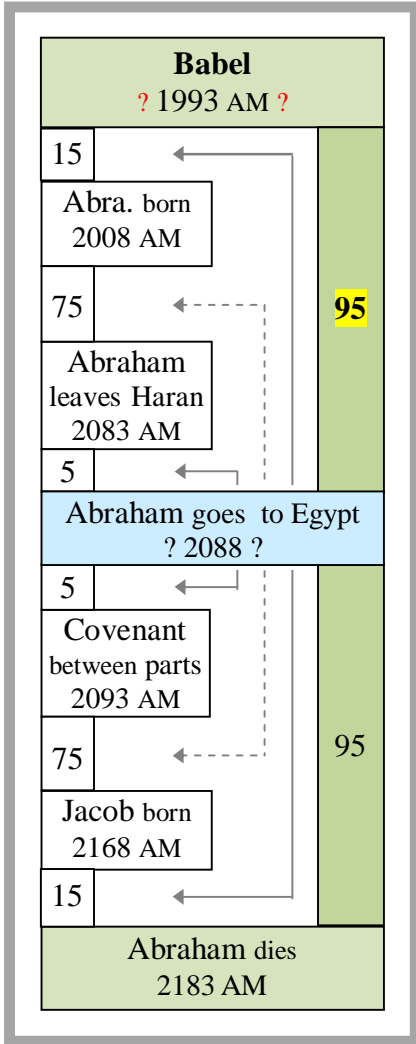 Babel
? 1993 AM ?
15
Abra. born
2008 AM
75
95
Abraham
leaves Haran
2083 AM
5
Abraham goes to Egypt
? 2088 ?
5
Covenant
between parts
2093 AM
75
95
Jacob born
2168 AM
15
Abraham dies
2183 AM